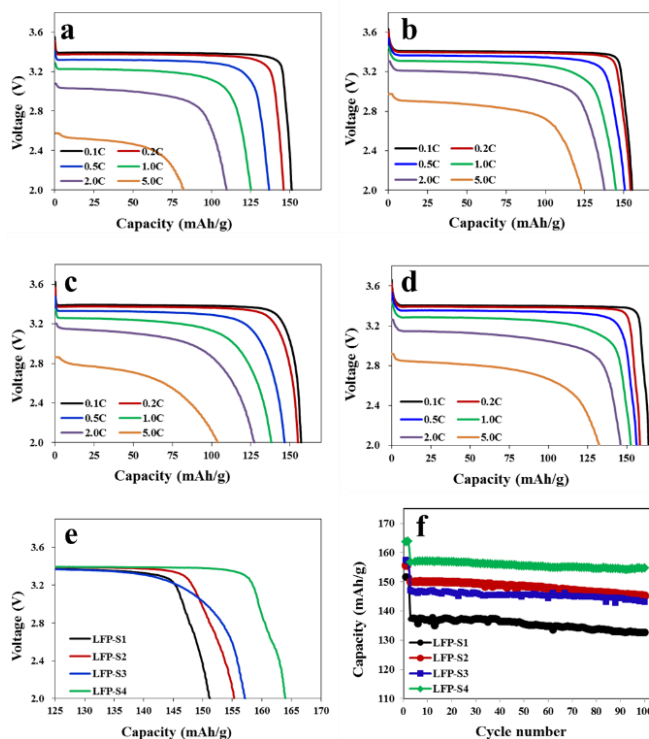 a
3.6
3.2
2.8
2.4
2.0
Voltage (V)
0.1C 0.2C
0.5C 1.0C
2.0C 5.0C
0 25 50 75 100 125 150
Capacity (mAh/g)
b
3.6
3.2
2.8
2.4
2.0
Voltage (V)
0.1C 0.2C
0.5C 1.0C
2.0C 5.0C
0 25 50 75 100 125 150
Capacity (mAh/g)
c
3.6
3.2
2.8
2.4
2.0
Voltage (V)
0.1C 0.2C
0.5C 1.0C
2.0C 5.0C
0 25 50 75 100 125 150
Capacity (mAh/g)
d
3.6
3.2
2.8
2.4
2.0
Voltage (V)
0.1C 0.2C
0.5C 1.0C
2.0C 5.0C
0 25 50 75 100 125 150
Capacity (mAh/g)
e
3.6
3.2
2.8
2.4
2.0
Voltage (V)
LFP-S1
LFP-S2
LFP-S3
LFP-S4
125 130 135 140 145 150 155 160 165 170
Capacity (mAh/g)
f
170
160
150
140
130
120
110
Capacity (mAh/g)
LFP-S1
LFP-S2
LFP-S3
LFP-S4
0 10 20 30 40 50 60 70 80 90 100
Cycle number